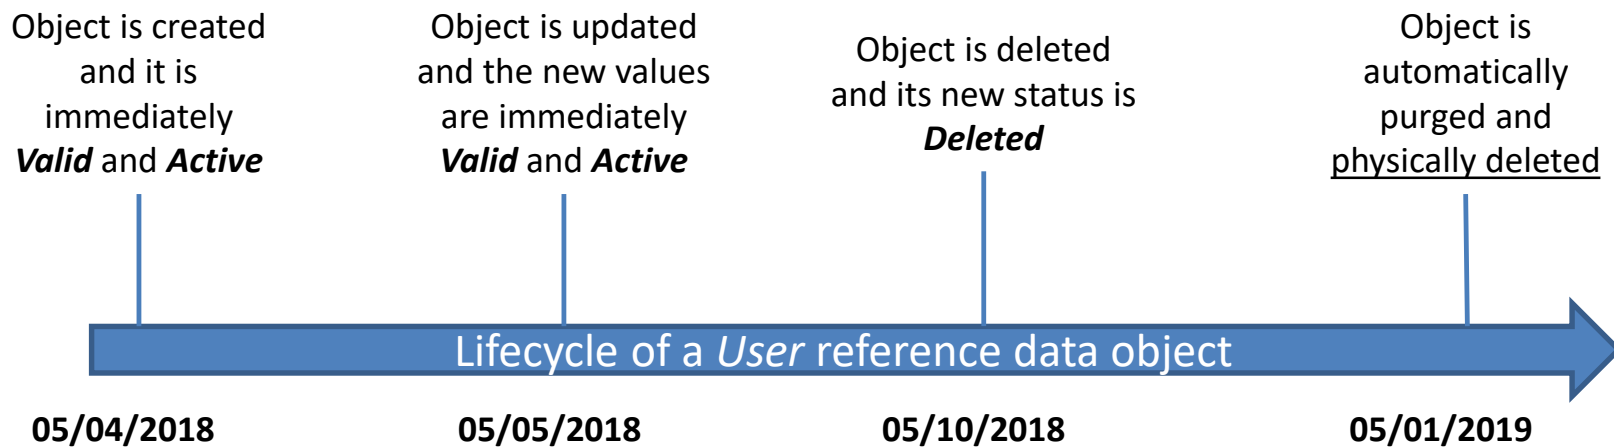 Object is created
and it is
immediately
Valid and Active
Object is updated
and the new values
are immediately
Valid and Active
Object is deleted
and its new status is
Deleted
Object is
automatically
purged and
physically deleted
Lifecycle of a User reference data object
05/04/2018
05/05/2018
05/10/2018
05/01/2019